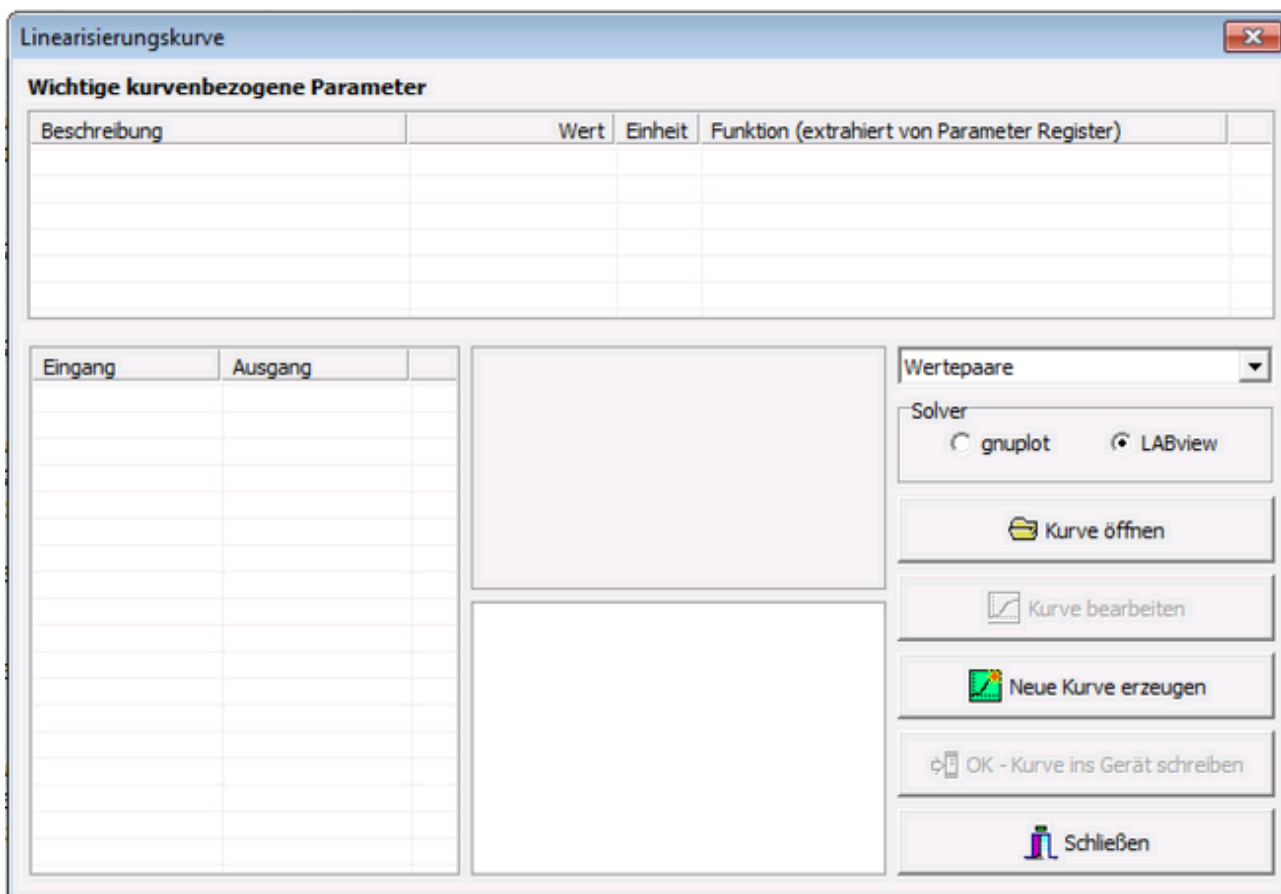 Linearisierungskurve
Wichtige kurvenbezogene Parameter
Beschreibung Wert Einheit Funktion (extrahiert von Parameter Register)
Eingang Ausgang
Wertepaare
Solver
gnuplot LABview
Kurve öffnen
Kurve bearbeiten
Neue Kurve erzeugen
OK - Kurve ins Gerät schreiben
Schließen